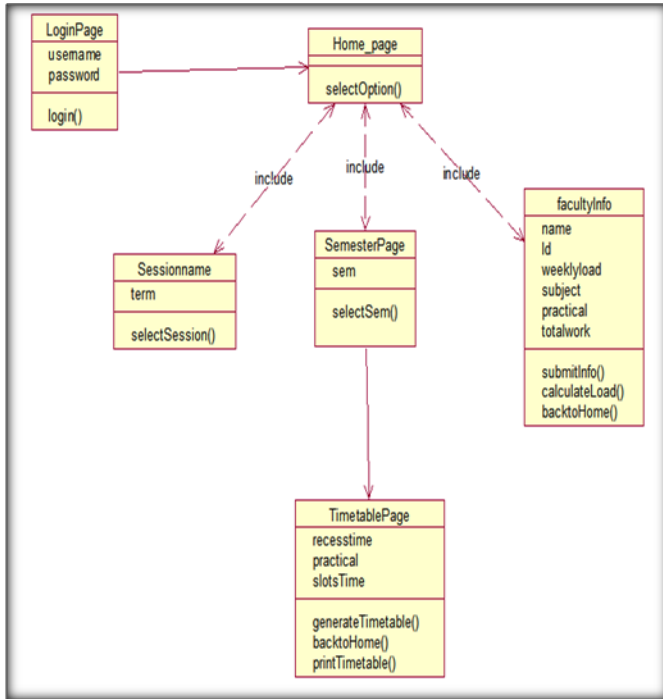 LoginPage
username
password
login()
Home_page
selectOption()
include
include
include
Sessionname
term
selectSession()
SemesterPage
sem
selectSem()
facultyInfo
name
Id
weeklyload
subject
practical
totalwork
submitInfo()
calculateLoad()
backtoHome()
TimetablePage
recesstime
practical
slotsTime
generateTimetable()
backtoHome()
printTimetable()